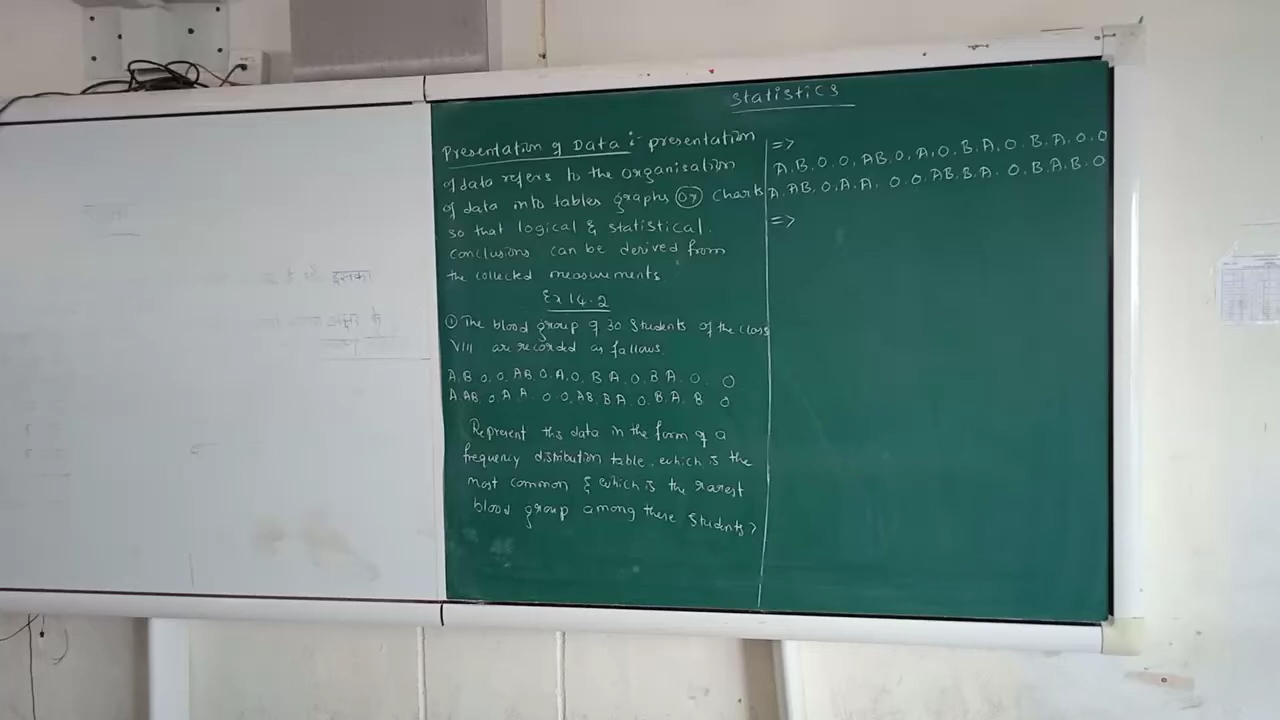 Statistics
Presentation of Data :- presentation
of data refers to the organisation
of data into tables graphs (or) charts
so that logical & statistical.
conclusions can be derived from
the collected measurements
Ex 14.2
① The blood group of 30 students of the class
VIII are recorded as follows.
A, B, O, O, AB, O, A, O, B, A, O, B, A, O, O
A, AB, O, A, A, O, O, AB, B, A, O, B, A, B, O
Represent this data in the form of a
frequency distribution table. which is the
most common & which is the rarest
blood group among these students?
=>
A, B, O, O, AB, O, A, O, B, A, O, B, A, O, O
A, AB, O, A, A, O, O, AB, B, A, O, B, A, B, O
=>
इसका